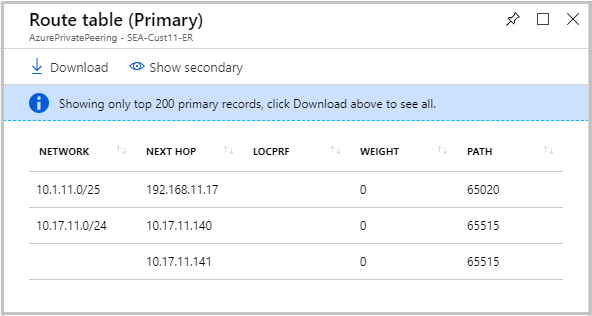 Route table (Primary)
AzurePrivatePeering - SEA-Cust11-ER
Download Show secondary
Showing only top 200 primary records, click Download above to see all.
NETWORK NEXT HOP LOCPRF WEIGHT PATH
10.1.11.0/25 192.168.11.17 0 65020
10.17.11.0/24 10.17.11.140 0 65515
10.17.11.141 0 65515